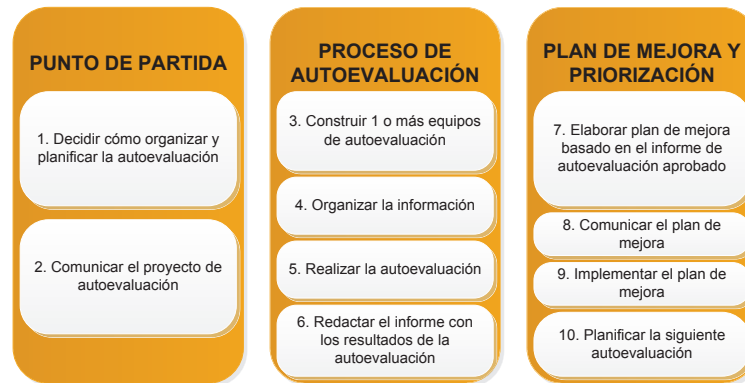 PUNTO DE PARTIDA
1. Decidir cómo organizar y
planificar la autoevaluación
2. Comunicar el proyecto de
autoevaluación
PROCESO DE
AUTOEVALUACIÓN
3. Construir 1 o más equipos
de autoevaluación
4. Organizar la información
5. Realizar la autoevaluación
6. Redactar el informe con
los resultados de la
autoevaluación
PLAN DE MEJORA Y
PRIORIZACIÓN
7. Elaborar plan de mejora
basado en el informe de
autoevaluación aprobado
8. Comunicar el plan de
mejora
9. Implementar el plan de
mejora
10. Planificar la siguiente
autoevaluación